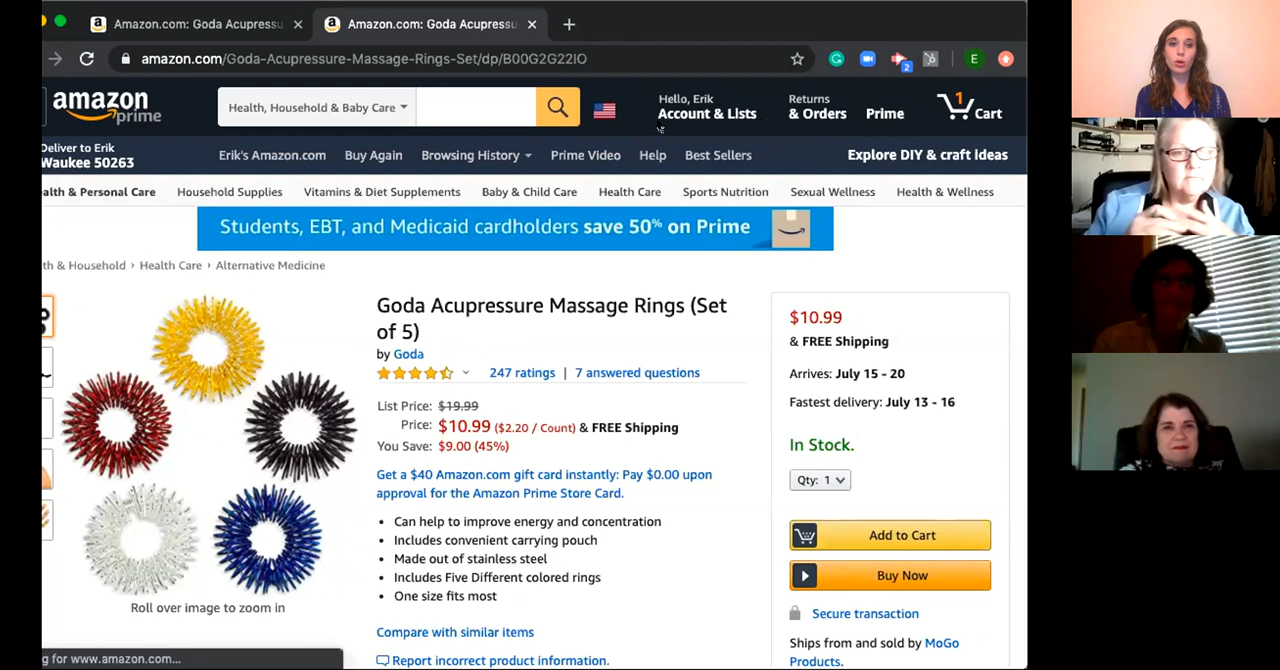 Amazon.com: Goda Acupressu
Amazon.com: Goda Acupressu
amazon.com/Goda-Acupressure-Massage-Rings-Set/dp/B00G2G22IO
2
E
amazon
prime
Health, Household & Baby Care
Hello, Erik
Account & Lists
Returns
& Orders
Prime
1
Cart
Deliver to Erik
Waukee 50263
Erik's Amazon.com
Buy Again
Browsing History
Prime Video
Help
Best Sellers
Explore DIY & craft ideas
alth & Personal Care
Household Supplies
Vitamins & Diet Supplements
Baby & Child Care
Health Care
Sports Nutrition
Sexual Wellness
Health & Wellness
Students, EBT, and Medicaid cardholders save 50% on Prime
th & Household › Health Care › Alternative Medicine
Roll over image to zoom in
Goda Acupressure Massage Rings (Set
of 5)
by Goda
247 ratings | 7 answered questions
List Price: $19.99
Price: $10.99 ($2.20 / Count) & FREE Shipping
You Save: $9.00 (45%)
Get a $40 Amazon.com gift card instantly: Pay $0.00 upon
approval for the Amazon Prime Store Card.
• Can help to improve energy and concentration
• Includes convenient carrying pouch
• Made out of stainless steel
• Includes Five Different colored rings
• One size fits most
Compare with similar items
Report incorrect product information.
$10.99
& FREE Shipping
Arrives: July 15 - 20
Fastest delivery: July 13 - 16
In Stock.
Qty: 1
Add to Cart
Buy Now
Secure transaction
Ships from and sold by MoGo
Products.
g for www.amazon.com...